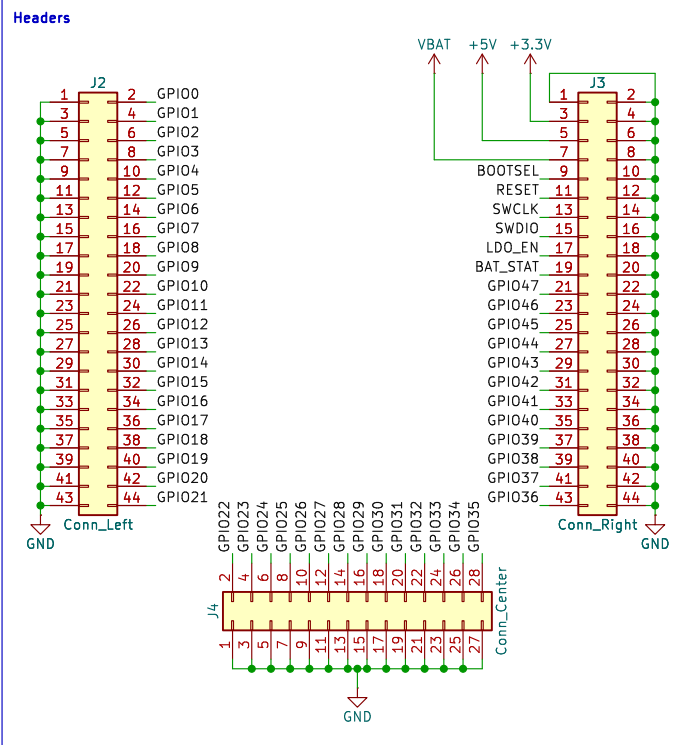 Headers
VBAT +5V +3.3V
J2 J3
1 2 GPIO0 1 2
3 4 GPIO1 3 4
5 6 GPIO2 5 6
7 8 GPIO3 7 8
9 10 GPIO4 BOOTSEL 9 10
11 12 GPIO5 RESET 11 12
13 14 GPIO6 SWCLK 13 14
15 16 GPIO7 SWDIO 15 16
17 18 GPIO8 LDO_EN 17 18
19 20 GPIO9 BAT_STAT 19 20
21 22 GPIO10 GPIO47 21 22
23 24 GPIO11 GPIO46 23 24
25 26 GPIO12 GPIO45 25 26
27 28 GPIO13 GPIO44 27 28
29 30 GPIO14 GPIO43 29 30
31 32 GPIO15 GPIO42 31 32
33 34 GPIO16 GPIO41 33 34
35 36 GPIO17 GPIO40 35 36
37 38 GPIO18 GPIO39 37 38
39 40 GPIO19 GPIO38 39 40
41 42 GPIO20 GPIO37 41 42
43 44 GPIO21 GPIO36 43 44
Conn_Left Conn_Right
GND GND
GPIO22 GPIO23 GPIO24 GPIO25 GPIO26 GPIO27 GPIO28 GPIO29 GPIO30 GPIO31 GPIO32 GPIO33 GPIO34 GPIO35
2 4 6 8 10 12 14 16 18 20 22 24 26 28
J4 Conn_Center
1 3 5 7 9 11 13 15 17 19 21 23 25 27
GND